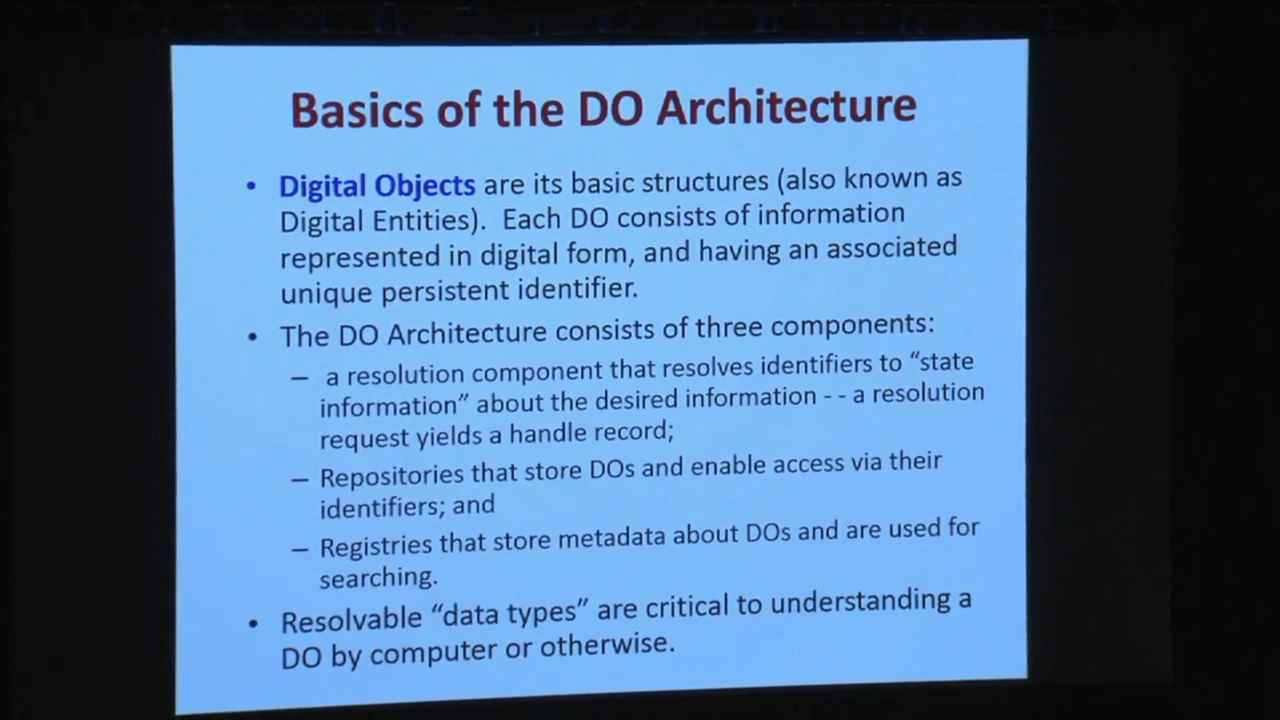 Basics of the DO Architecture
• Digital Objects are its basic structures (also known as
Digital Entities).  Each DO consists of information
represented in digital form, and having an associated
unique persistent identifier.
• The DO Architecture consists of three components:
– a resolution component that resolves identifiers to “state
information” about the desired information - - a resolution
request yields a handle record;
– Repositories that store DOs and enable access via their
identifiers; and
– Registries that store metadata about DOs and are used for
searching.
• Resolvable “data types” are critical to understanding a
DO by computer or otherwise.